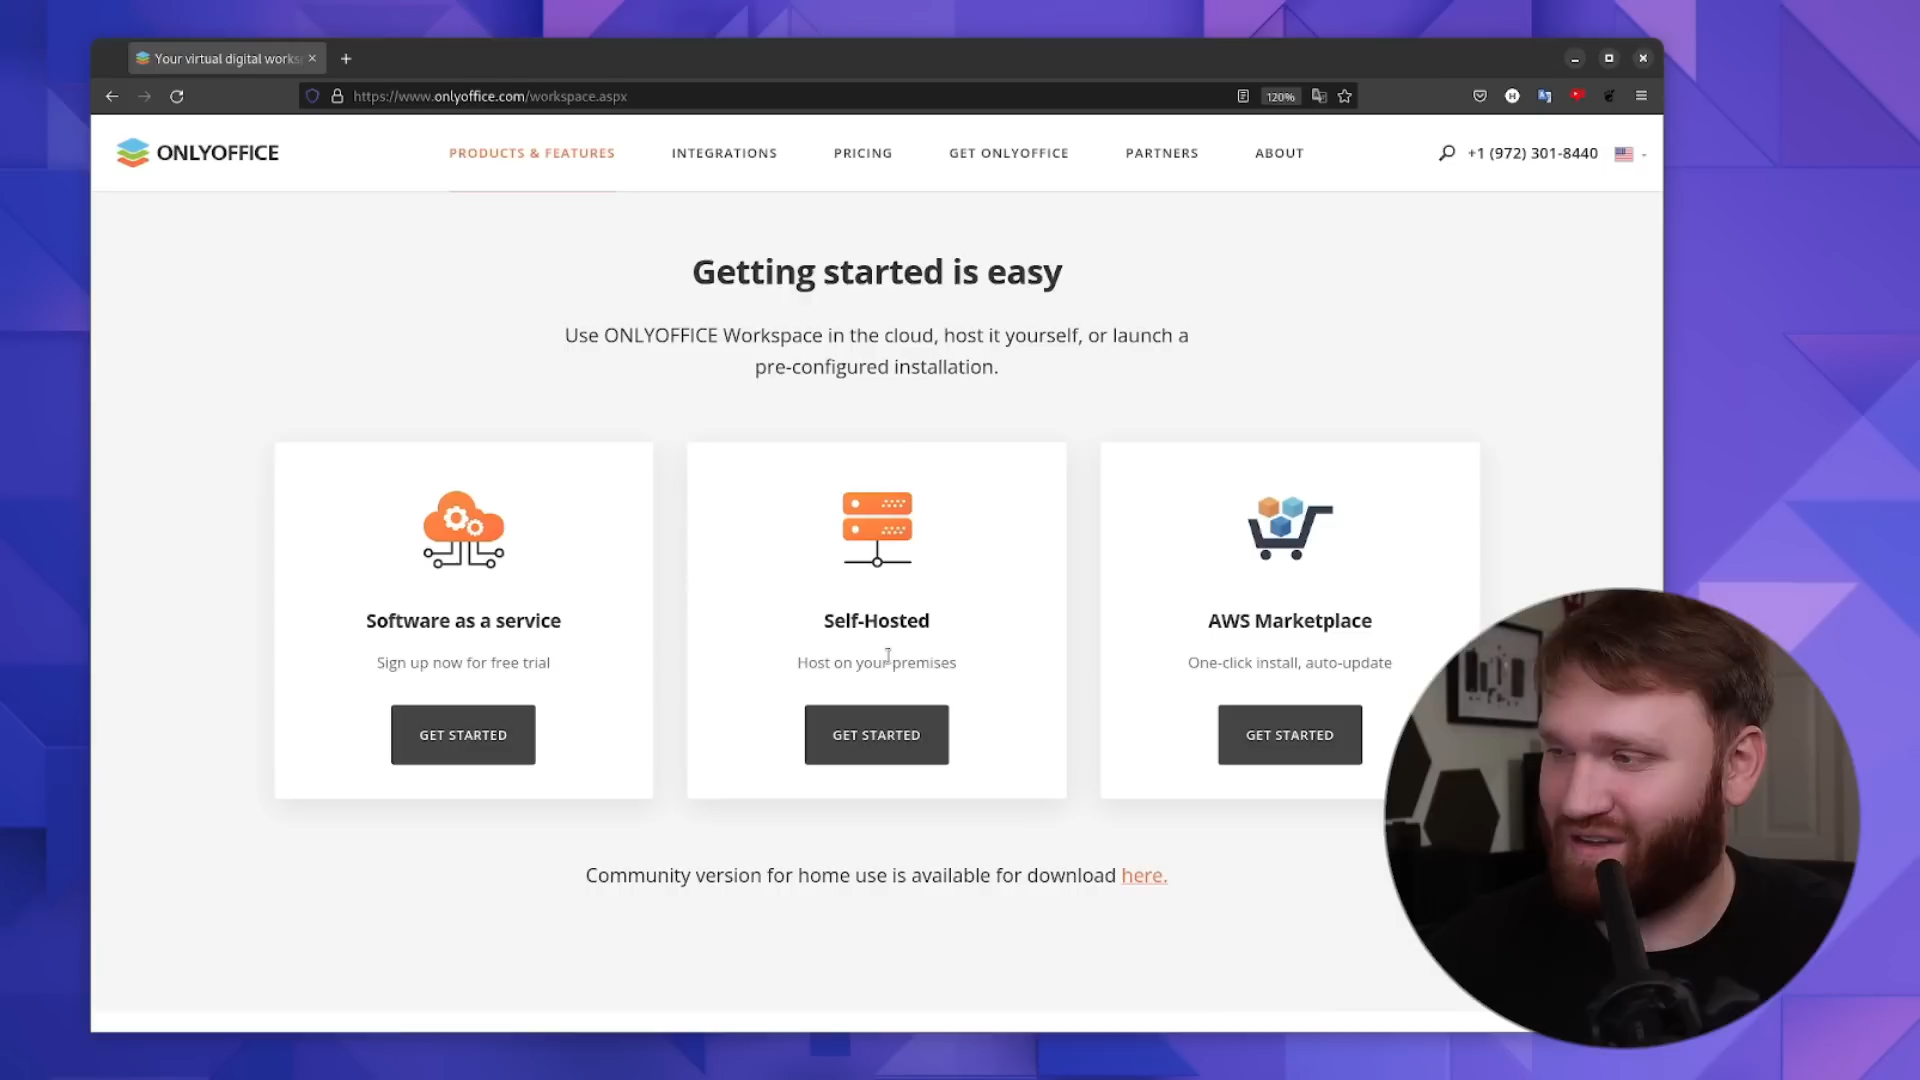 Your virtual digital works
https://www.onlyoffice.com/workspace.aspx
120%
ONLYOFFICE
PRODUCTS & FEATURES
INTEGRATIONS
PRICING
GET ONLYOFFICE
PARTNERS
ABOUT
+1 (972) 301-8440
Getting started is easy
Use ONLYOFFICE Workspace in the cloud, host it yourself, or launch a
pre-configured installation.
Software as a service
Sign up now for free trial
GET STARTED
Self-Hosted
Host on your premises
GET STARTED
AWS Marketplace
One-click install, auto-update
GET STARTED
Community version for home use is available for download here.